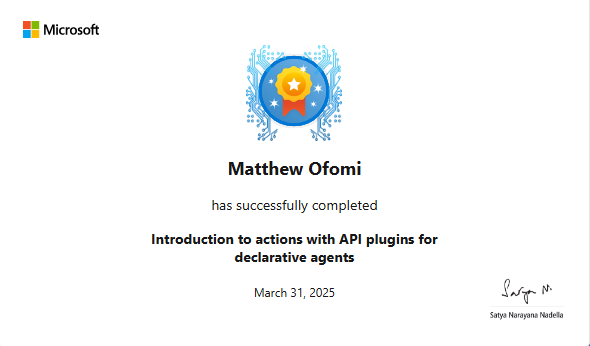 Microsoft
Matthew Ofomi
has successfully completed
Introduction to actions with API plugins for
declarative agents
March 31, 2025
Satya N.
Satya Narayana Nadella